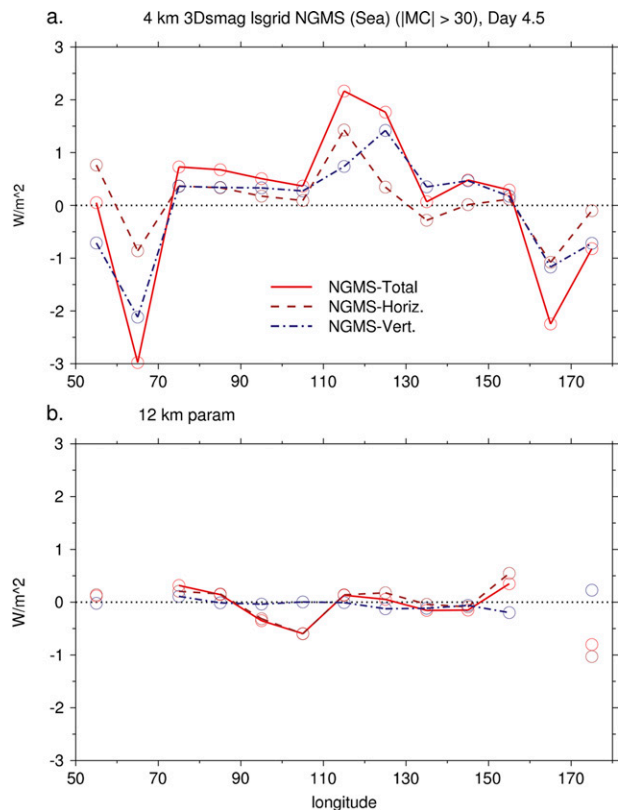 a.
4 km 3Dsmag lsgrid NGMS (Sea) (|MC| > 30), Day 4.5
3
2
1
0
-1
-2
-3
W/m^2
NGMS-Total
NGMS-Horiz.
NGMS-Vert.
50 70 90 110 130 150 170
b.
12 km param
3
2
1
0
-1
-2
-3
W/m^2
50 70 90 110 130 150 170
longitude